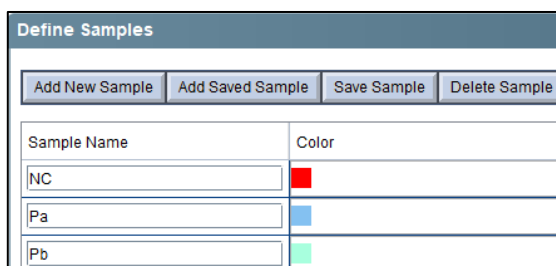 Define Samples
Add New Sample Add Saved Sample Save Sample Delete Sample
Sample Name Color
NC
Pa
Pb